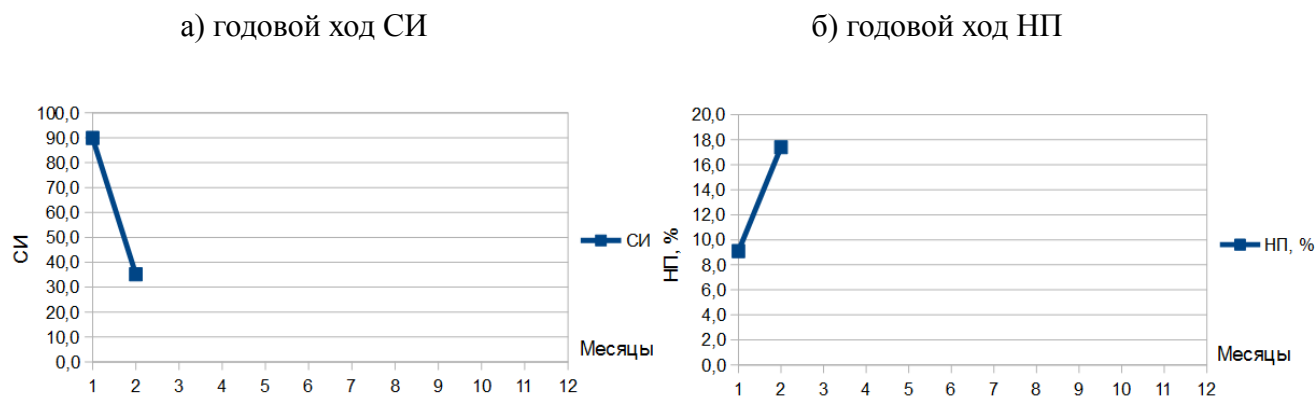 а) годовой ход СИ
б) годовой ход НП
100,0
90,0
80,0
70,0
60,0
50,0
40,0
30,0
20,0
10,0
0,0
СИ
1 2 3 4 5 6 7 8 9 10 11 12
Месяцы
СИ
20,0
18,0
16,0
14,0
12,0
10,0
8,0
6,0
4,0
2,0
0,0
НП, %
1 2 3 4 5 6 7 8 9 10 11 12
Месяцы
НП, %